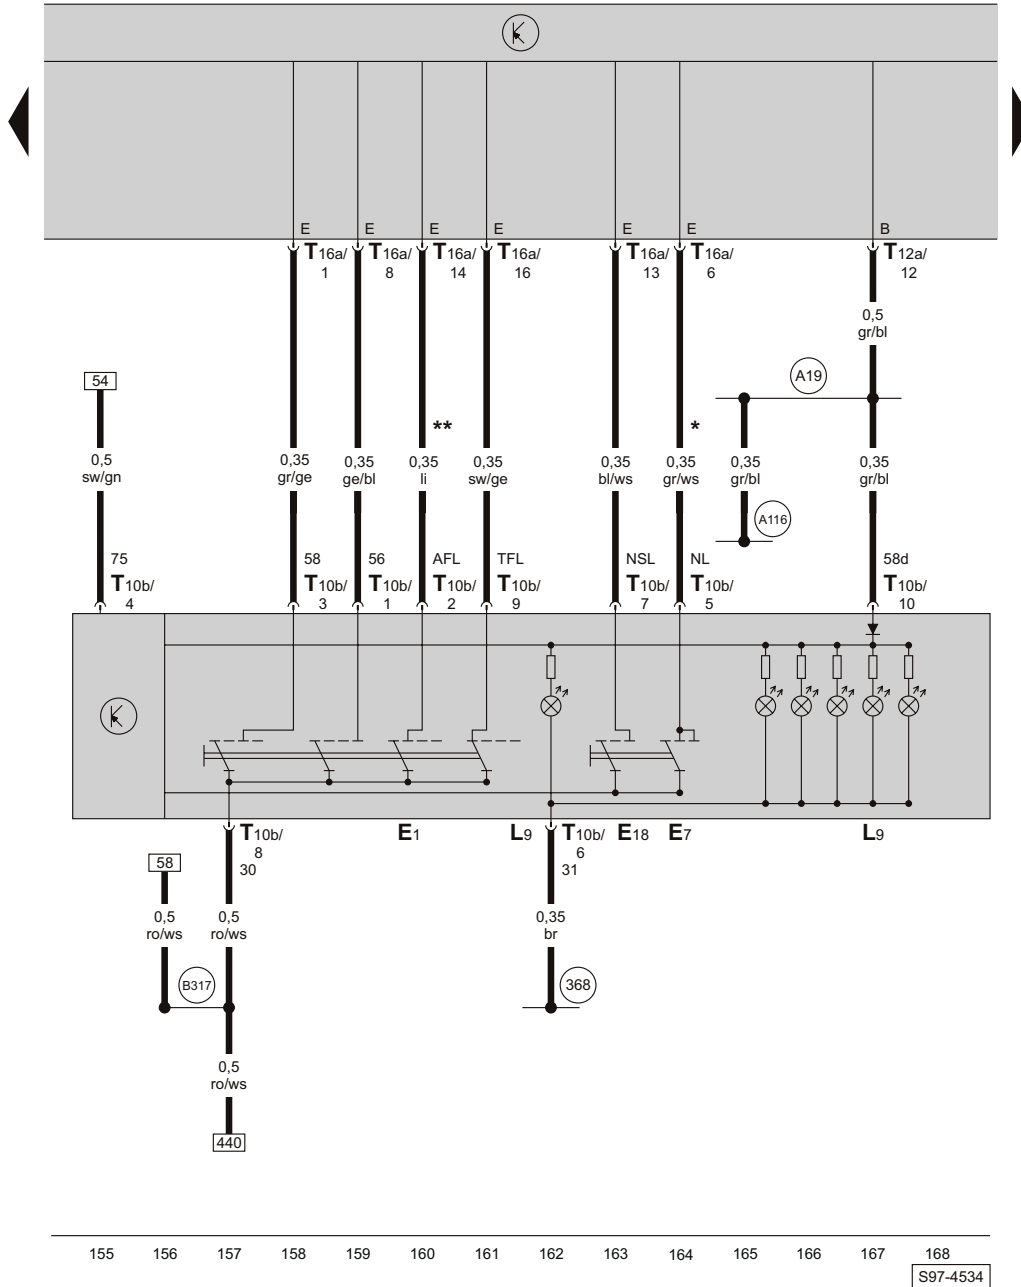 E E E E E E B
T16a/ T16a/ T16a/ T16a/ T16a/ T16a/ T12a/
1 8 14 16 13 6 12
0,5
gr/bl
A19
54
** *
0,5 0,35 0,35 0,35 0,35 0,35 0,35 0,35 0,35
sw/gn gr/ge ge/bl li sw/ge bl/ws gr/ws gr/bl gr/bl
A116
75 58 56 AFL TFL NSL NL 58d
T10b/ T10b/ T10b/ T10b/ T10b/ T10b/ T10b/ T10b/
4 3 1 2 9 7 5 10
T10b/ E1 L9 T10b/ E18 E7 L9
8 6
30 31
58
0,5 0,5 0,35
ro/ws ro/ws br
B317 368
0,5
ro/ws
440
155 156 157 158 159 160 161 162 163 164 165 166 167 168
S97-4534